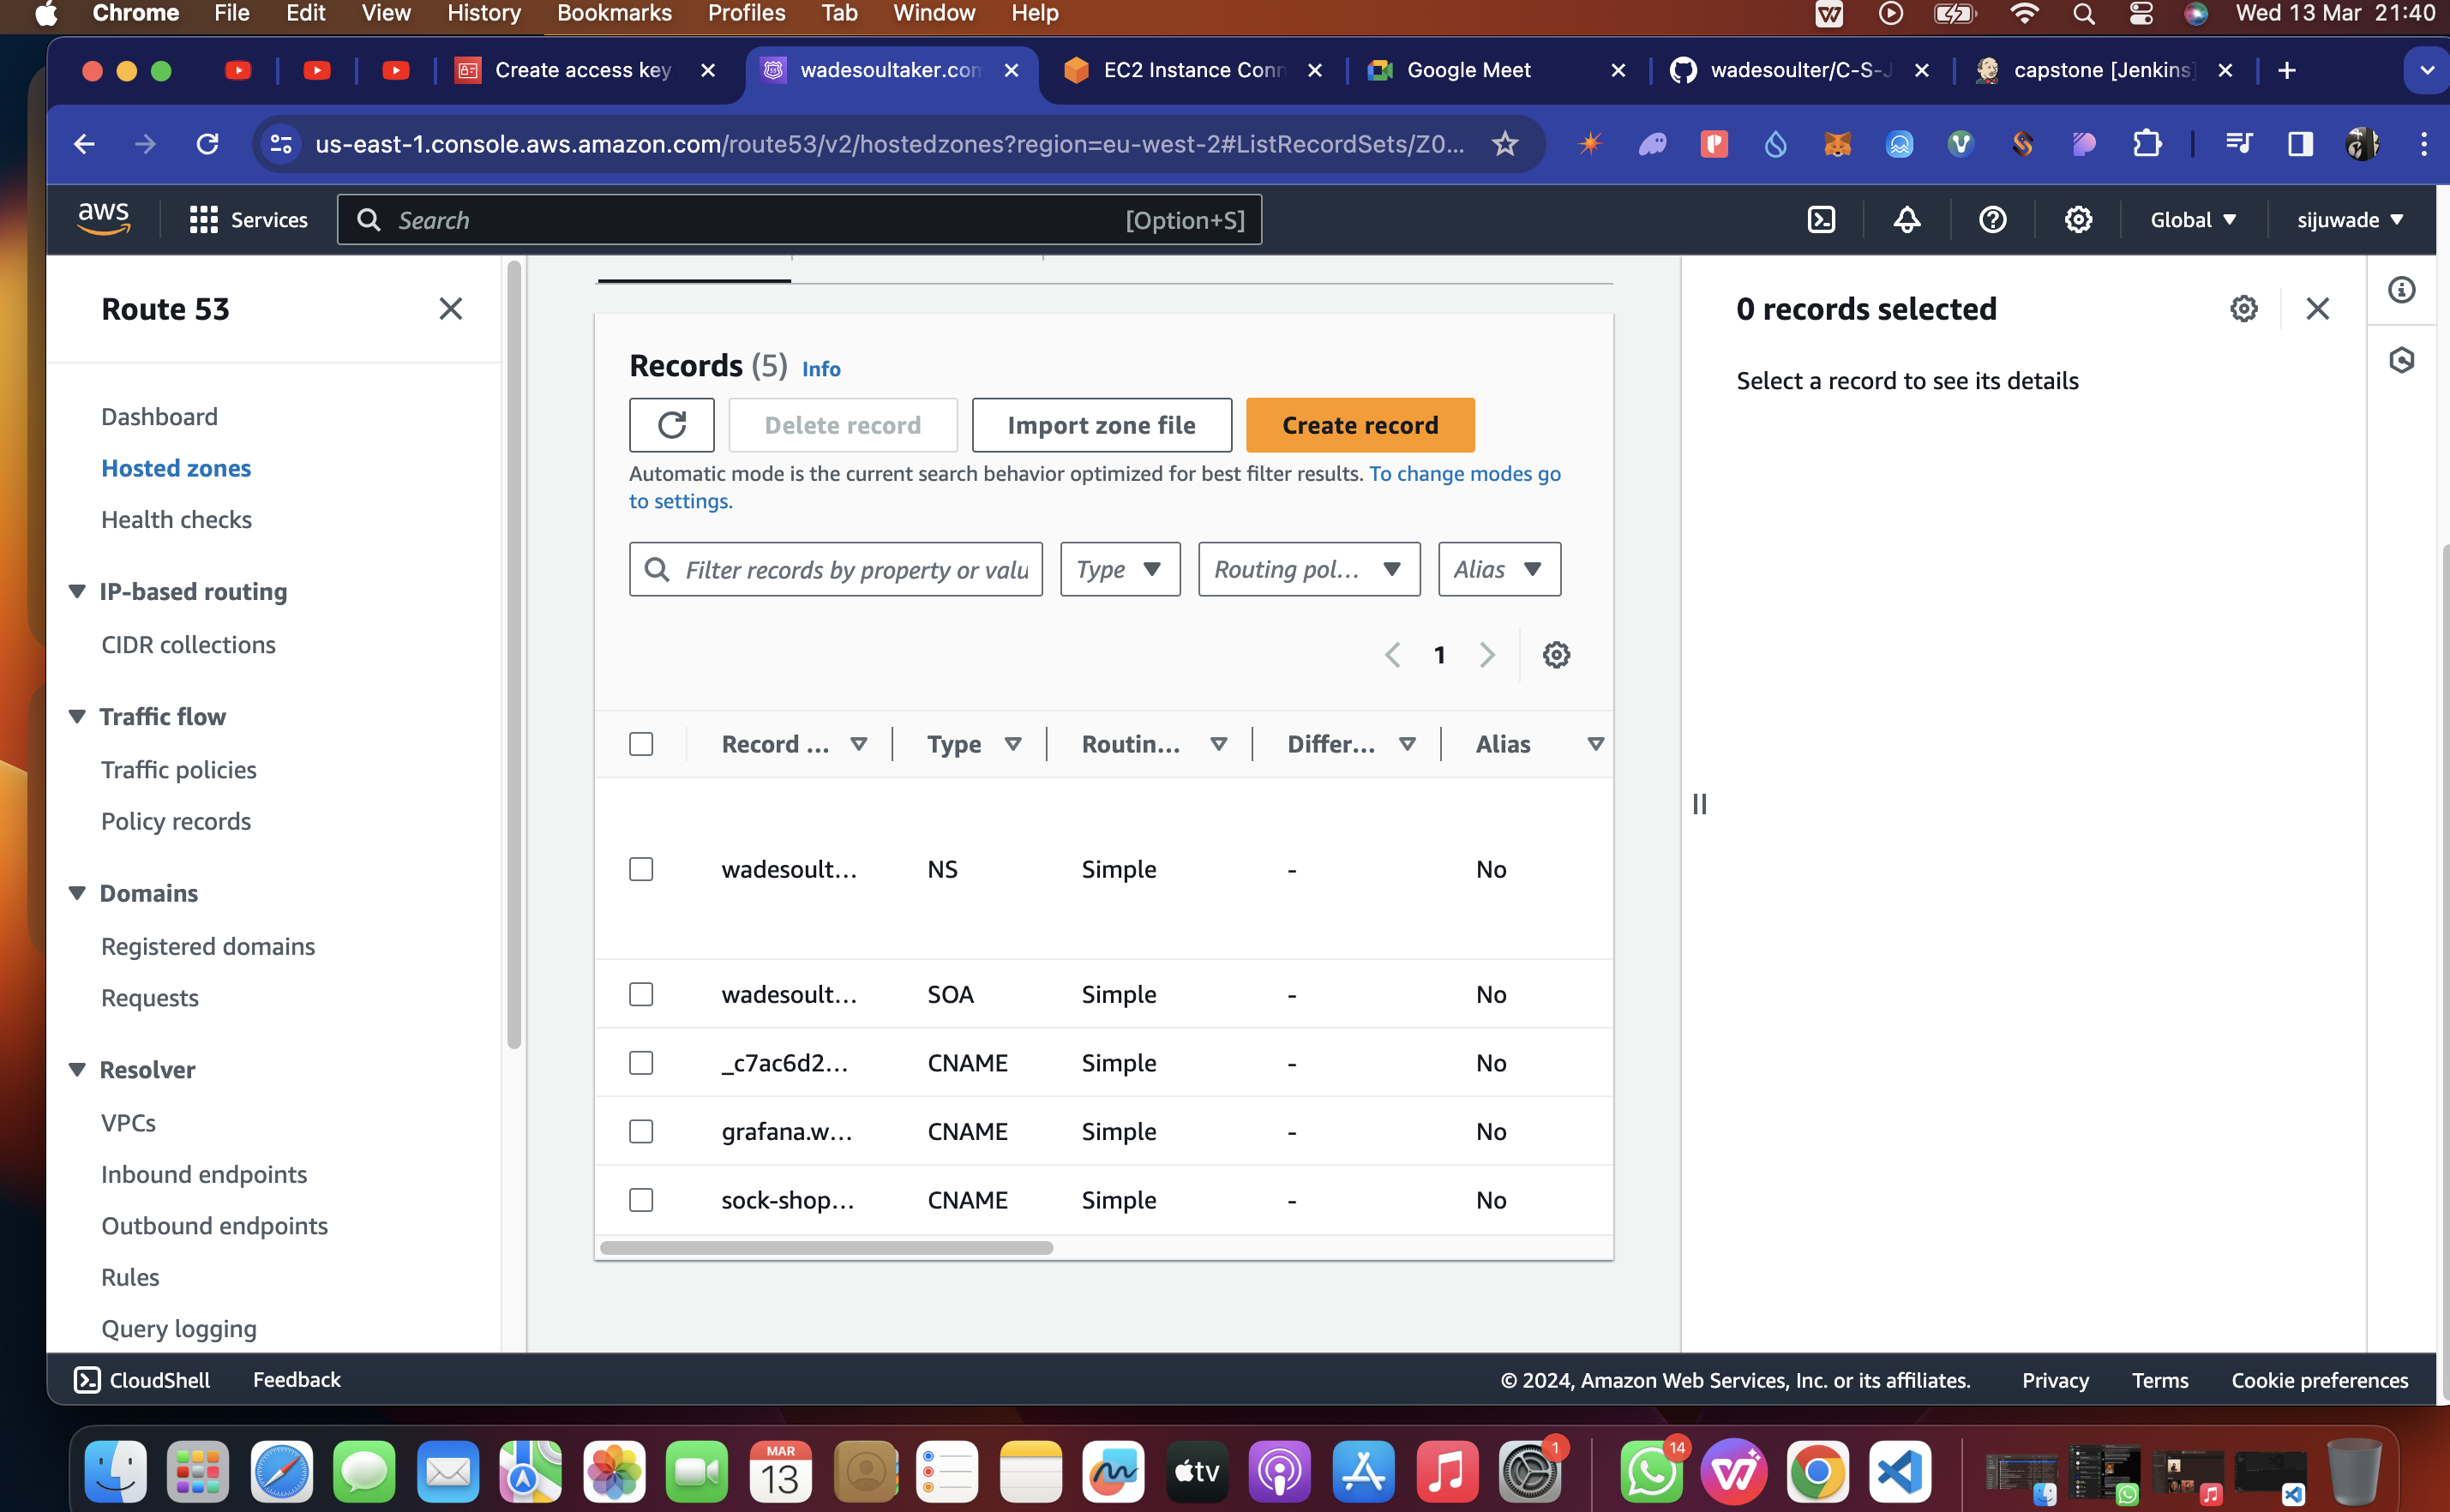 Chrome File Edit View History Bookmarks Profiles Tab Window Help Wed 13 Mar 21:40
Create access key wadesoultaker.com EC2 Instance Conn Google Meet wadesoulter/C-S-J capstone [Jenkins]
us-east-1.console.aws.amazon.com/route53/v2/hostedzones?region=eu-west-2#ListRecordSets/Z0...
aws Services Search [Option+S] Global sijuwade
Route 53
Dashboard
Hosted zones
Health checks
IP-based routing
CIDR collections
Traffic flow
Traffic policies
Policy records
Domains
Registered domains
Requests
Resolver
VPCs
Inbound endpoints
Outbound endpoints
Rules
Query logging
Records (5) Info
Delete record Import zone file Create record
Automatic mode is the current search behavior optimized for best filter results. To change modes go
to settings.
Filter records by property or valu Type Routing pol... Alias
1
Record ... Type Routin... Differ... Alias
wadesoult... NS Simple - No
wadesoult... SOA Simple - No
_c7ac6d2... CNAME Simple - No
grafana.w... CNAME Simple - No
sock-shop... CNAME Simple - No
0 records selected
Select a record to see its details
CloudShell Feedback © 2024, Amazon Web Services, Inc. or its affiliates. Privacy Terms Cookie preferences
MAR
13
tv
1
14